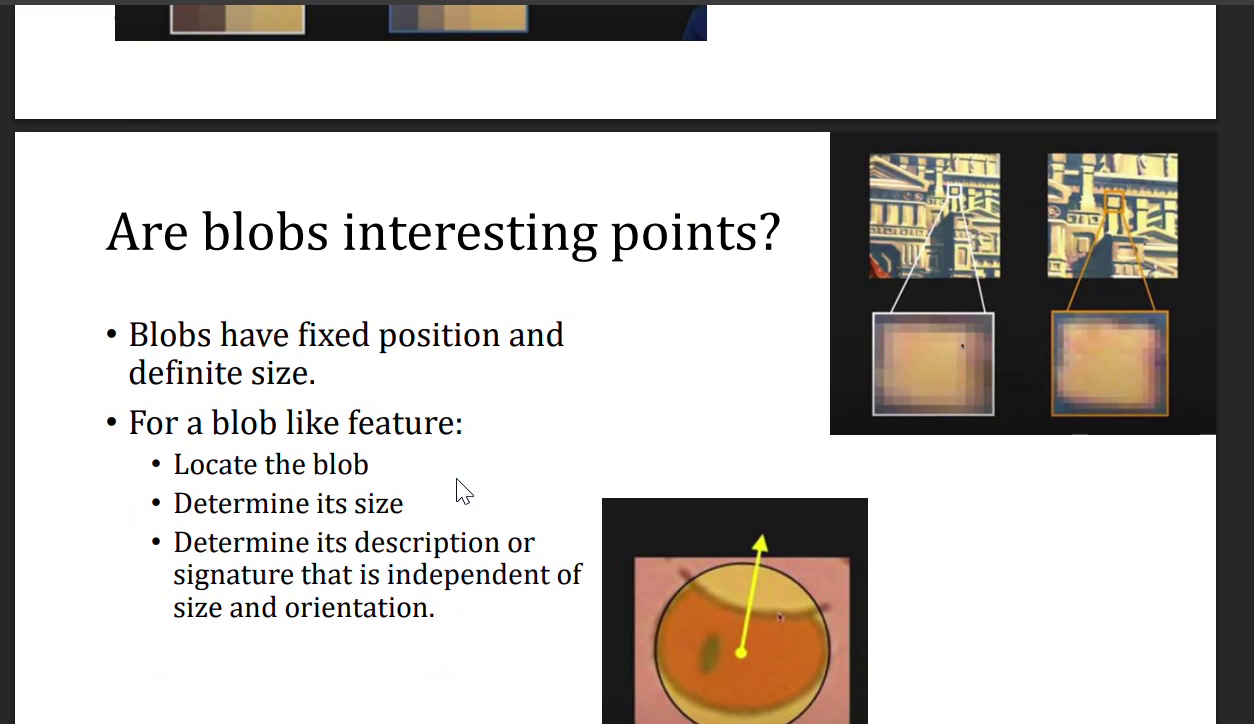 Are blobs interesting points?
• Blobs have fixed position and
definite size.
• For a blob like feature:
• Locate the blob
• Determine its size
• Determine its description or
signature that is independent of
size and orientation.